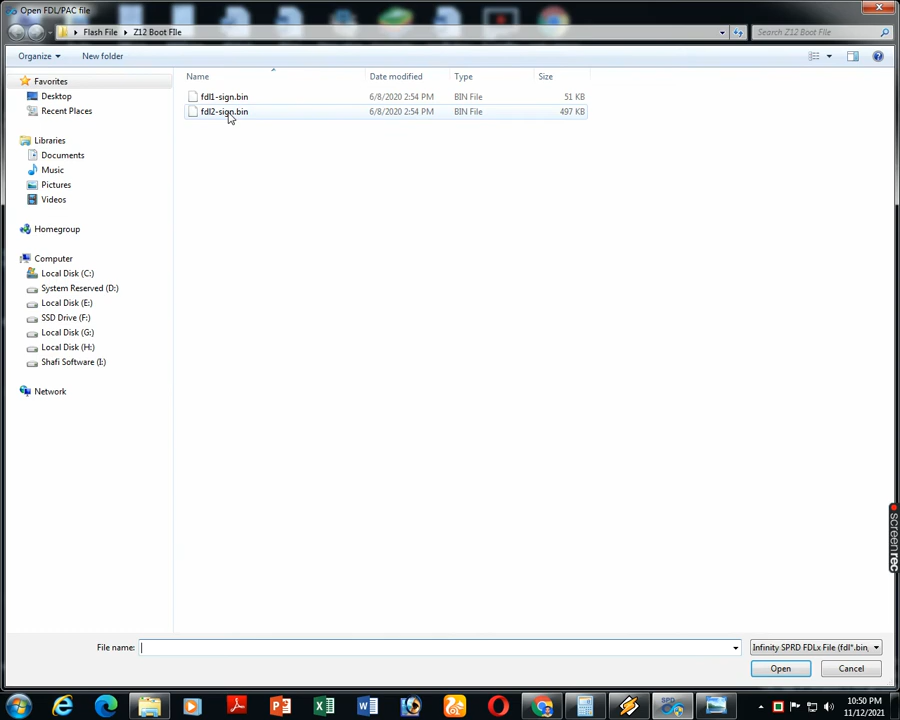 Open FDL/PAC file
Flash File
Z12 Boot FIle
Search Z12 Boot File
Organize
New folder
Name
Date modified
Type
Size
Favorites
Desktop
Recent Places
Libraries
Documents
Music
Pictures
Videos
Homegroup
Computer
Local Disk (C:)
System Reserved (D:)
Local Disk (E:)
SSD Drive (F:)
Local Disk (G:)
Local Disk (H:)
Shafi Software (I:)
Network
fdl1-sign.bin 6/8/2020 2:54 PM BIN File 51 KB
fdl2-sign.bin 6/8/2020 2:54 PM BIN File 497 KB
screenrec
File name:
Infinity SPRD FDLx File (fdl*.bin,
Open
Cancel
SPD
10:50 PM
11/12/2021